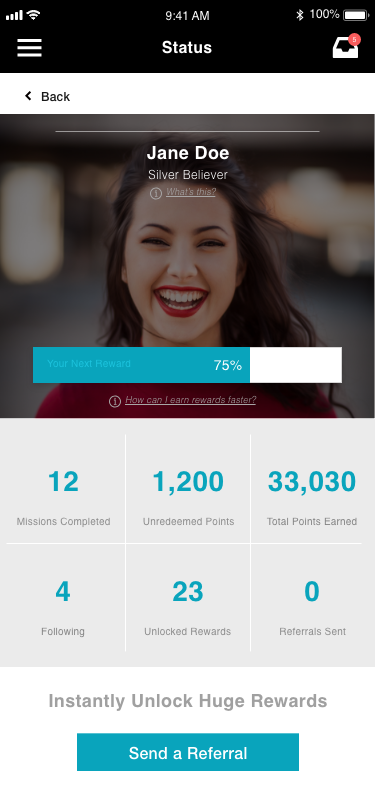 9:41 AM
100%
Status
5
Back
Jane Doe
Silver Believer
What's this?
Your Next Reward
75%
How can I earn rewards faster?
12
1,200
33,030
Missions Completed
Unredeemed Points
Total Points Earned
4
23
0
Following
Unlocked Rewards
Referrals Sent
Instantly Unlock Huge Rewards
Send a Referral